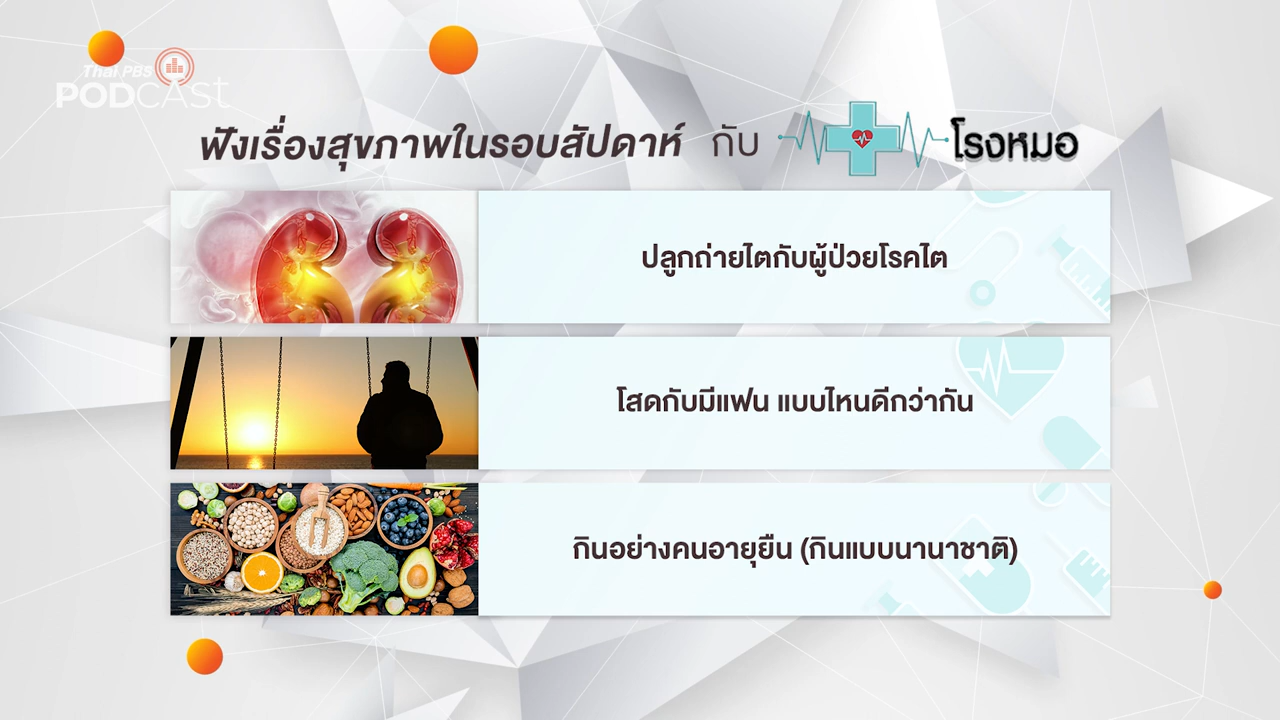 Thai PBS
PODCAST
ฟังเรื่องสุขภาพในรอบสัปดาห์ กับ โรงหมอ
ปลูกถ่ายไตกับผู้ป่วยโรคไต
โสดกับมีแฟน แบบไหนดีกว่ากัน
กินอย่างคนอายุยืน (กินแบบนานาชาติ)